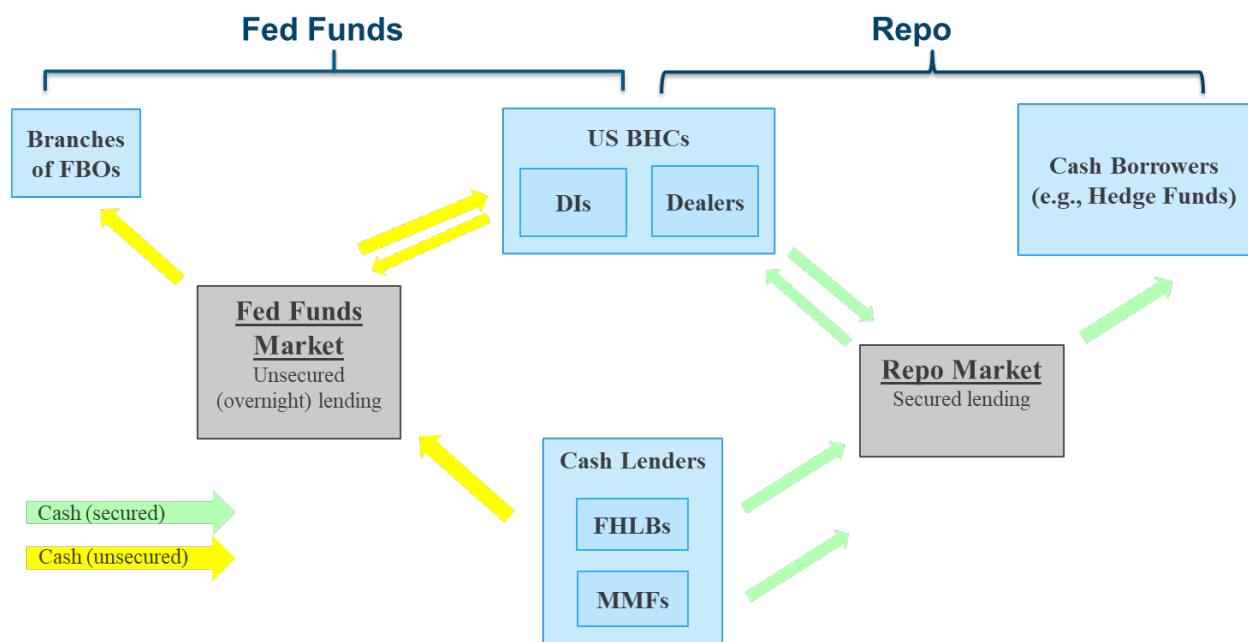 Fed Funds
Repo
Branches
of FBOs
US BHCs
DIs
Dealers
Cash Borrowers
(e.g., Hedge Funds)
Fed Funds
Market
Unsecured
(overnight) lending
Repo Market
Secured lending
Cash Lenders
FHLBs
MMFs
Cash (secured)
Cash (unsecured)